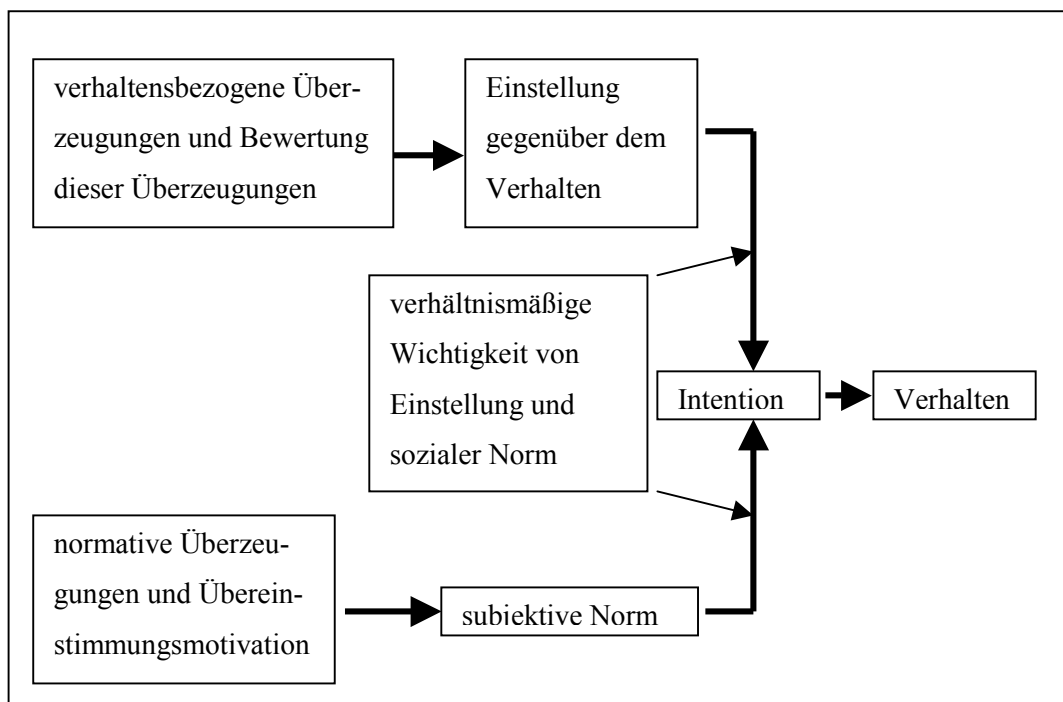 verhaltensbezogene Über-
zeugungen und Bewertung
dieser Überzeugungen
Einstellung
gegenüber dem
Verhalten
verhältnismäßige
Wichtigkeit von
Einstellung und
sozialer Norm
Intention
Verhalten
normative Überzeu-
gungen und Überein-
stimmungsmotivation
subjektive Norm